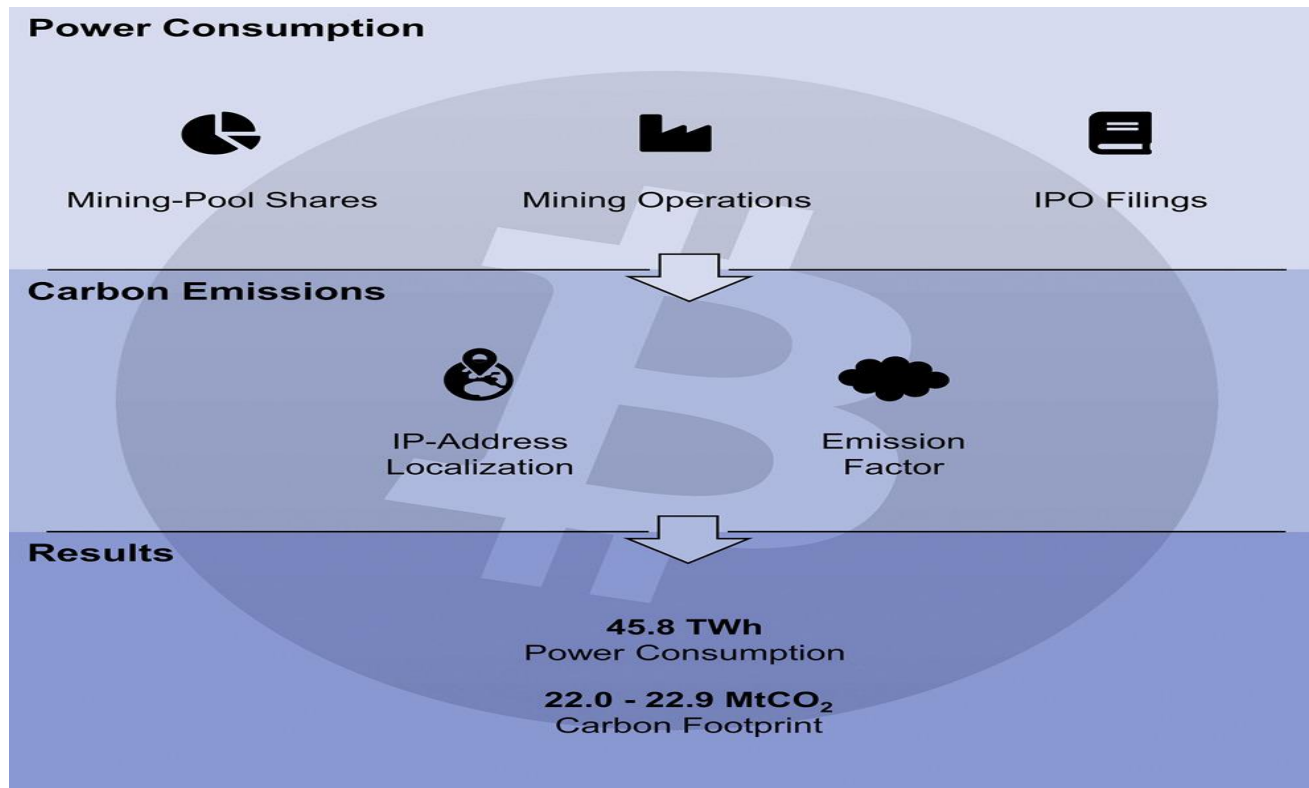 Power Consumption
Mining-Pool Shares
Mining Operations
IPO Filings
Carbon Emissions
IP-Address
Localization
Emission
Factor
Results
45.8 TWh
Power Consumption
22.0 - 22.9 MtCO₂
Carbon Footprint